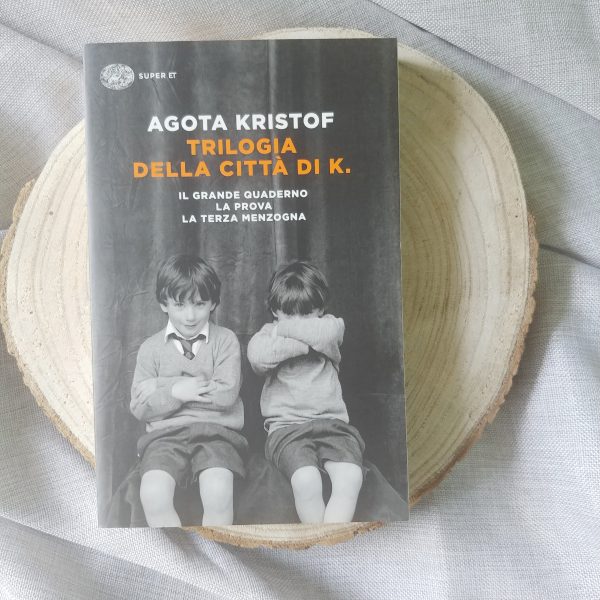 SUPER ET
AGOTA KRISTOF
TRILOGIA
DELLA CITTÀ DI K.
IL GRANDE QUADERNO
LA PROVA
LA TERZA MENZOGNA